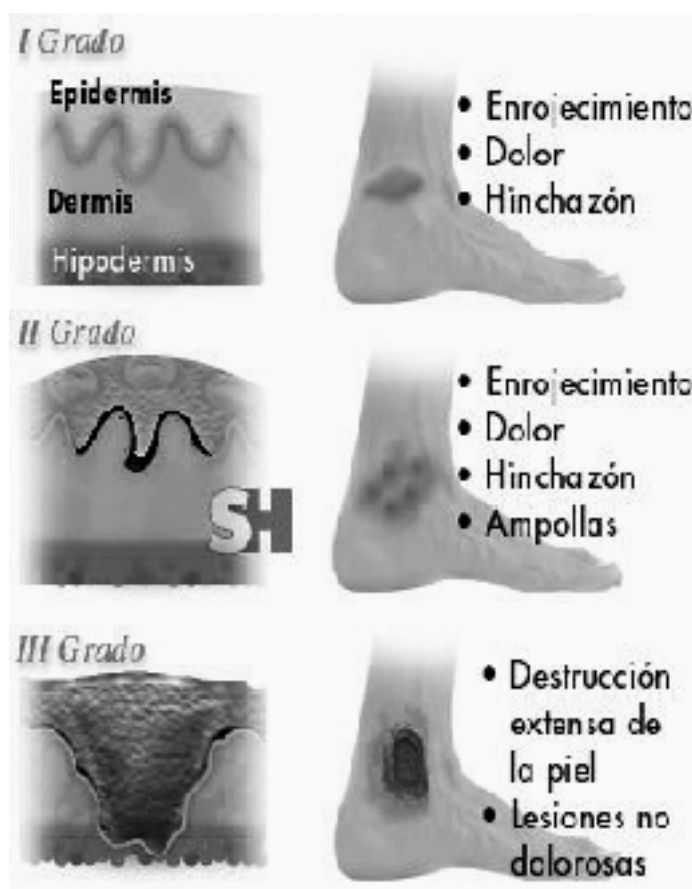 I Grado
Epidermis
Dermis
Hipodermis
• Enrojecimiento
• Dolor
• Hinchazón
II Grado
SH
• Enrojecimiento
• Dolor
• Hinchazón
• Ampollas
III Grado
• Destrucción
extensa de
la piel
• Lesiones no
dolorosas